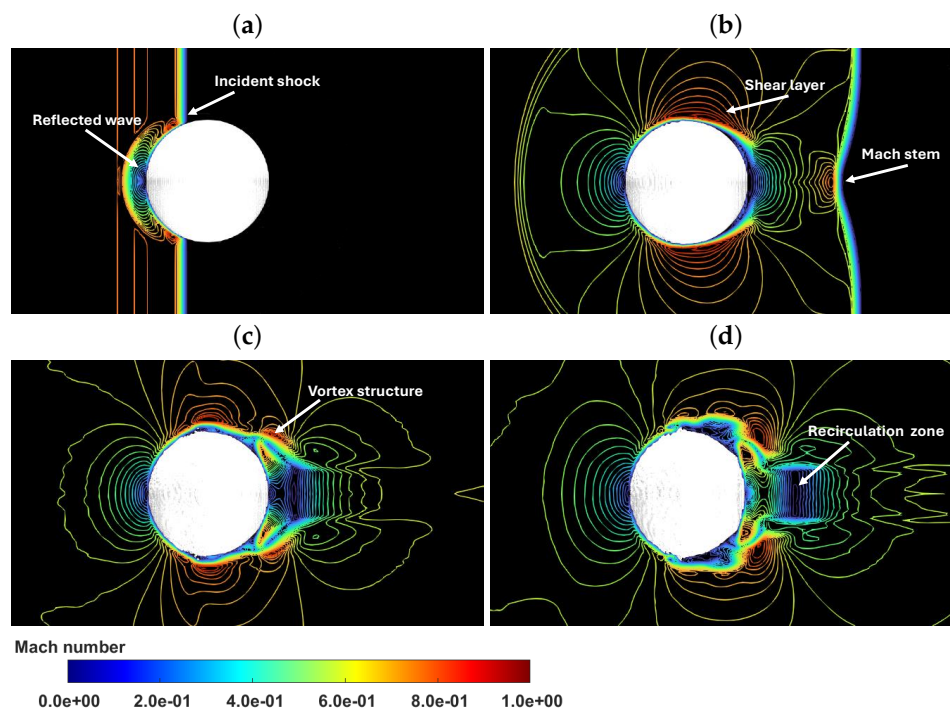 (a)
(b)
Incident shock
Reflected wave
Shear layer
Mach stem
(c)
(d)
Vortex structure
Recirculation zone
Mach number
0.0e+00 2.0e-01 4.0e-01 6.0e-01 8.0e-01 1.0e+00